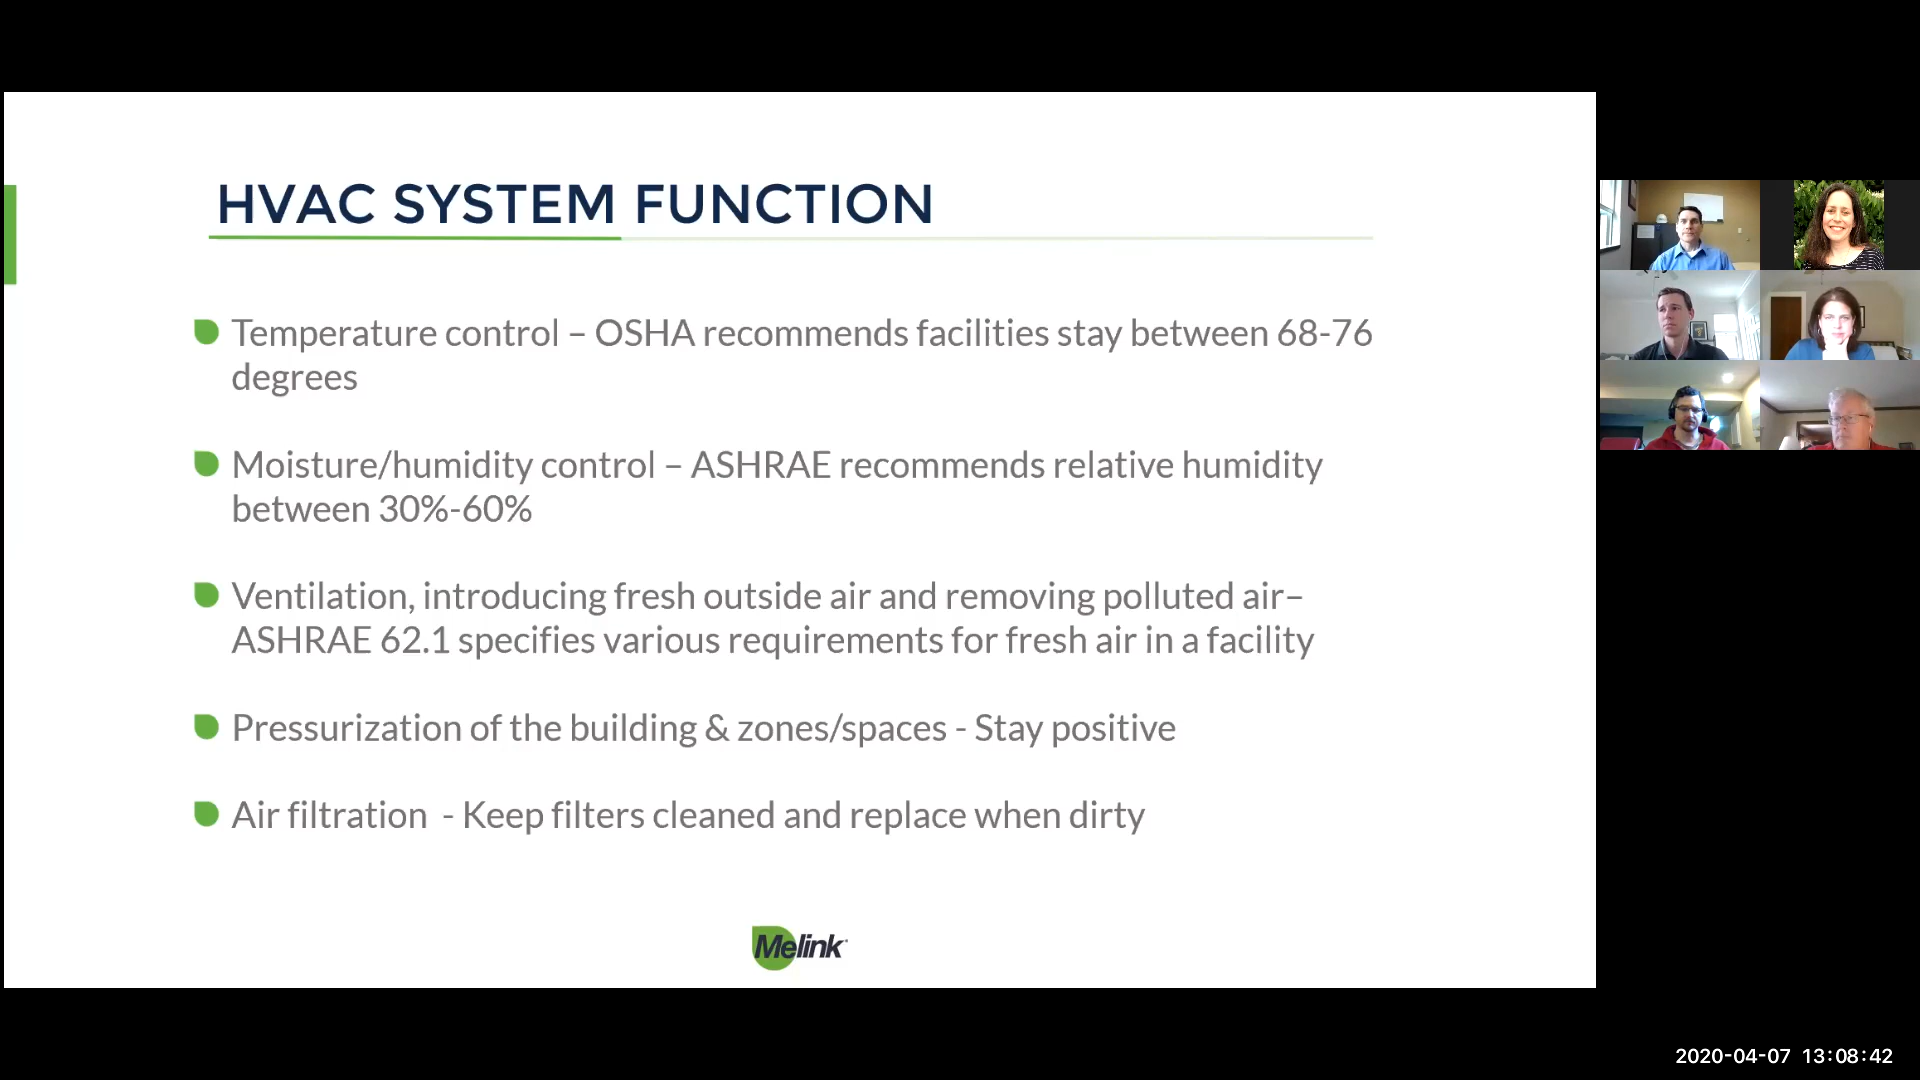 HVAC SYSTEM FUNCTION
Temperature control – OSHA recommends facilities stay between 68-76
degrees
Moisture/humidity control – ASHRAE recommends relative humidity
between 30%-60%
Ventilation, introducing fresh outside air and removing polluted air–
ASHRAE 62.1 specifies various requirements for fresh air in a facility
Pressurization of the building & zones/spaces - Stay positive
Air filtration  - Keep filters cleaned and replace when dirty
Melink
2020-04-07 13:08:42